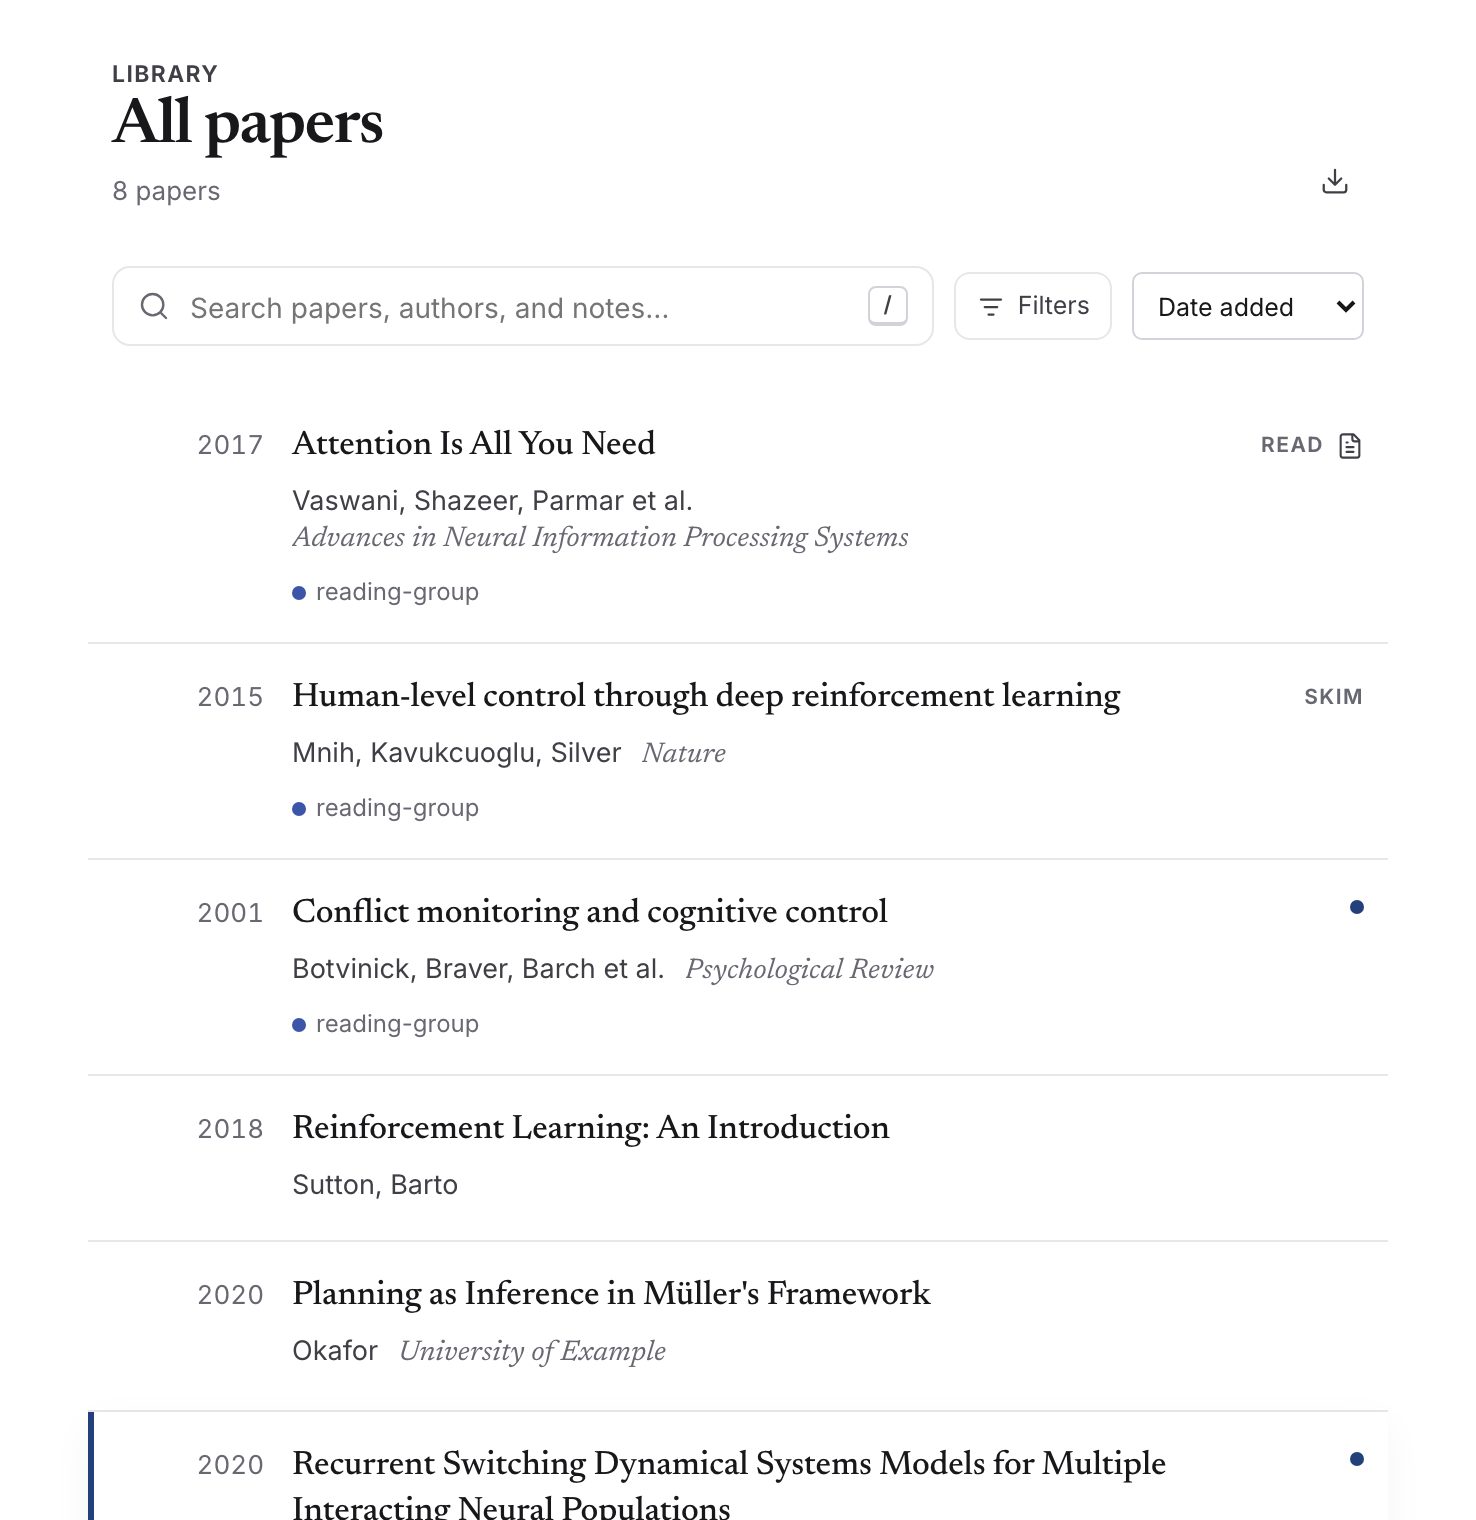 LIBRARY
All papers
8 papers
Search papers, authors, and notes...
/
Filters
Date added
2017 Attention Is All You Need READ
Vaswani, Shazeer, Parmar et al.
Advances in Neural Information Processing Systems
reading-group
2015 Human-level control through deep reinforcement learning SKIM
Mnih, Kavukcuoglu, Silver Nature
reading-group
2001 Conflict monitoring and cognitive control
Botvinick, Braver, Barch et al. Psychological Review
reading-group
2018 Reinforcement Learning: An Introduction
Sutton, Barto
2020 Planning as Inference in Müller's Framework
Okafor University of Example
2020 Recurrent Switching Dynamical Systems Models for Multiple
Interacting Neural Populations